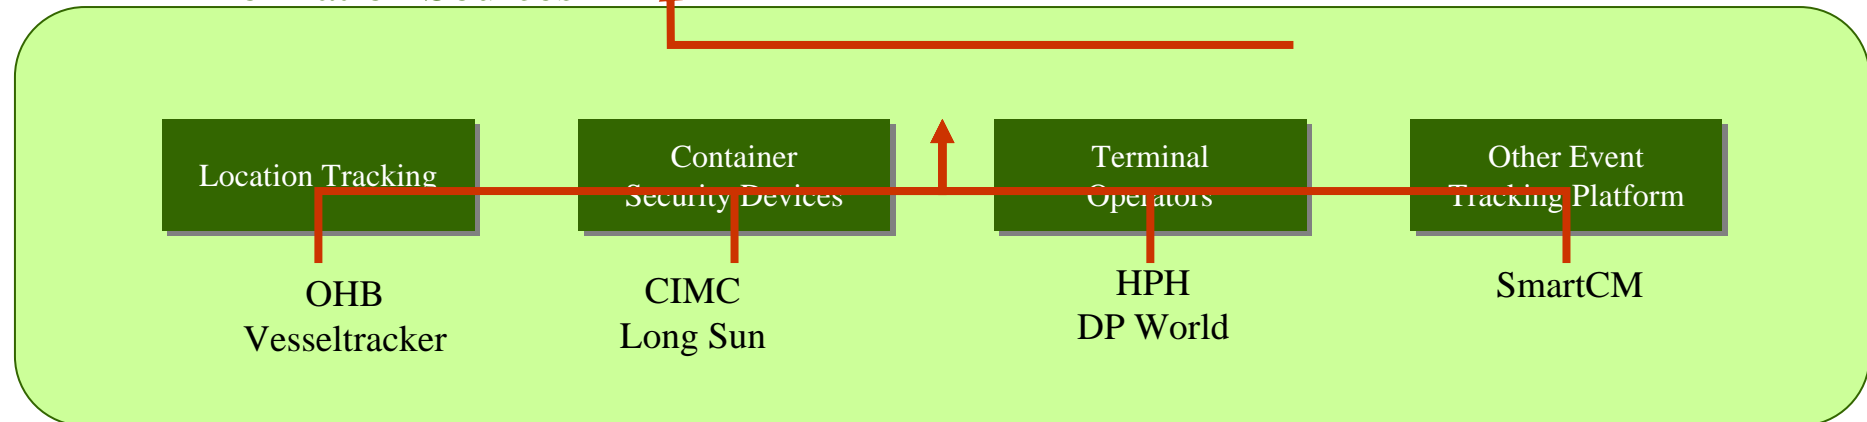 Sources
Location Tracking
Container
Security Devices
Terminal
Operators
Other Event
Tracking Platform
OHB
Vesseltracker
CIMC
Long Sun
HPH
DP World
SmartCM